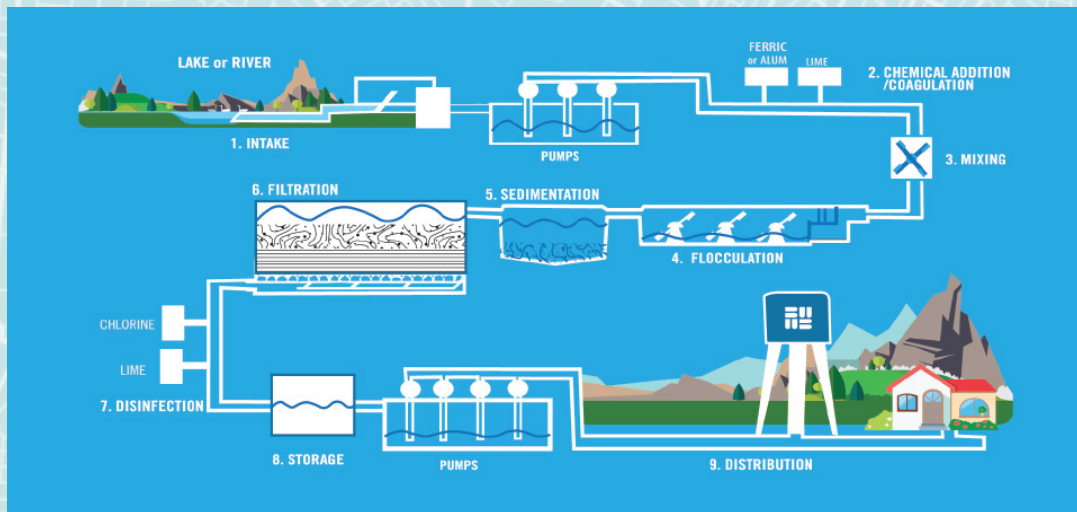 LAKE or RIVER
1. INTAKE
PUMPS
FERRIC
or ALUM
LIME
2. CHEMICAL ADDITION
/COAGULATION
3. MIXING
6. FILTRATION
5. SEDIMENTATION
4. FLOCCULATION
CHLORINE
LIME
7. DISINFECTION
8. STORAGE
PUMPS
9. DISTRIBUTION